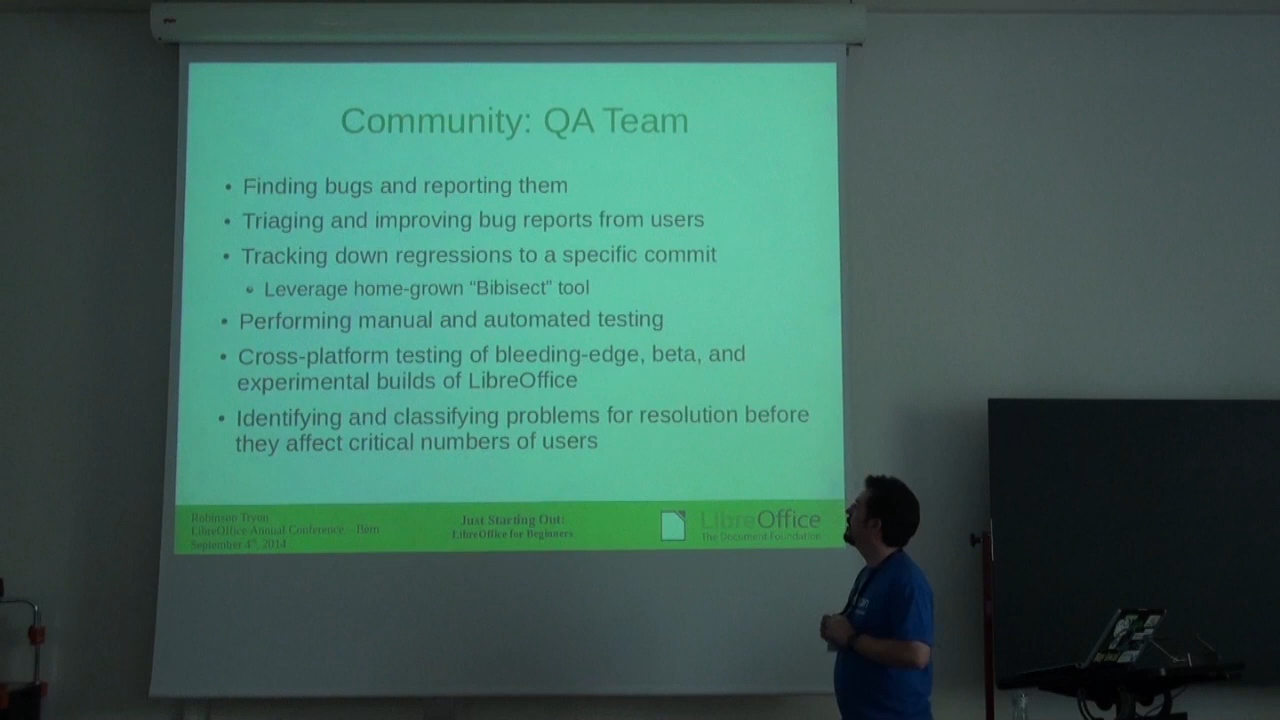 Community: QA Team
• Finding bugs and reporting them
• Triaging and improving bug reports from users
• Tracking down regressions to a specific commit
• Leverage home-grown “Bibisect” tool
• Performing manual and automated testing
• Cross-platform testing of bleeding-edge, beta, and
experimental builds of LibreOffice
• Identifying and classifying problems for resolution before
they affect critical numbers of users
Robinson Tryon
LibreOffice Annual Conference – Bern
September 4th, 2014
Just Starting Out:
LibreOffice for Beginners
LibreOffice
The Document Foundation